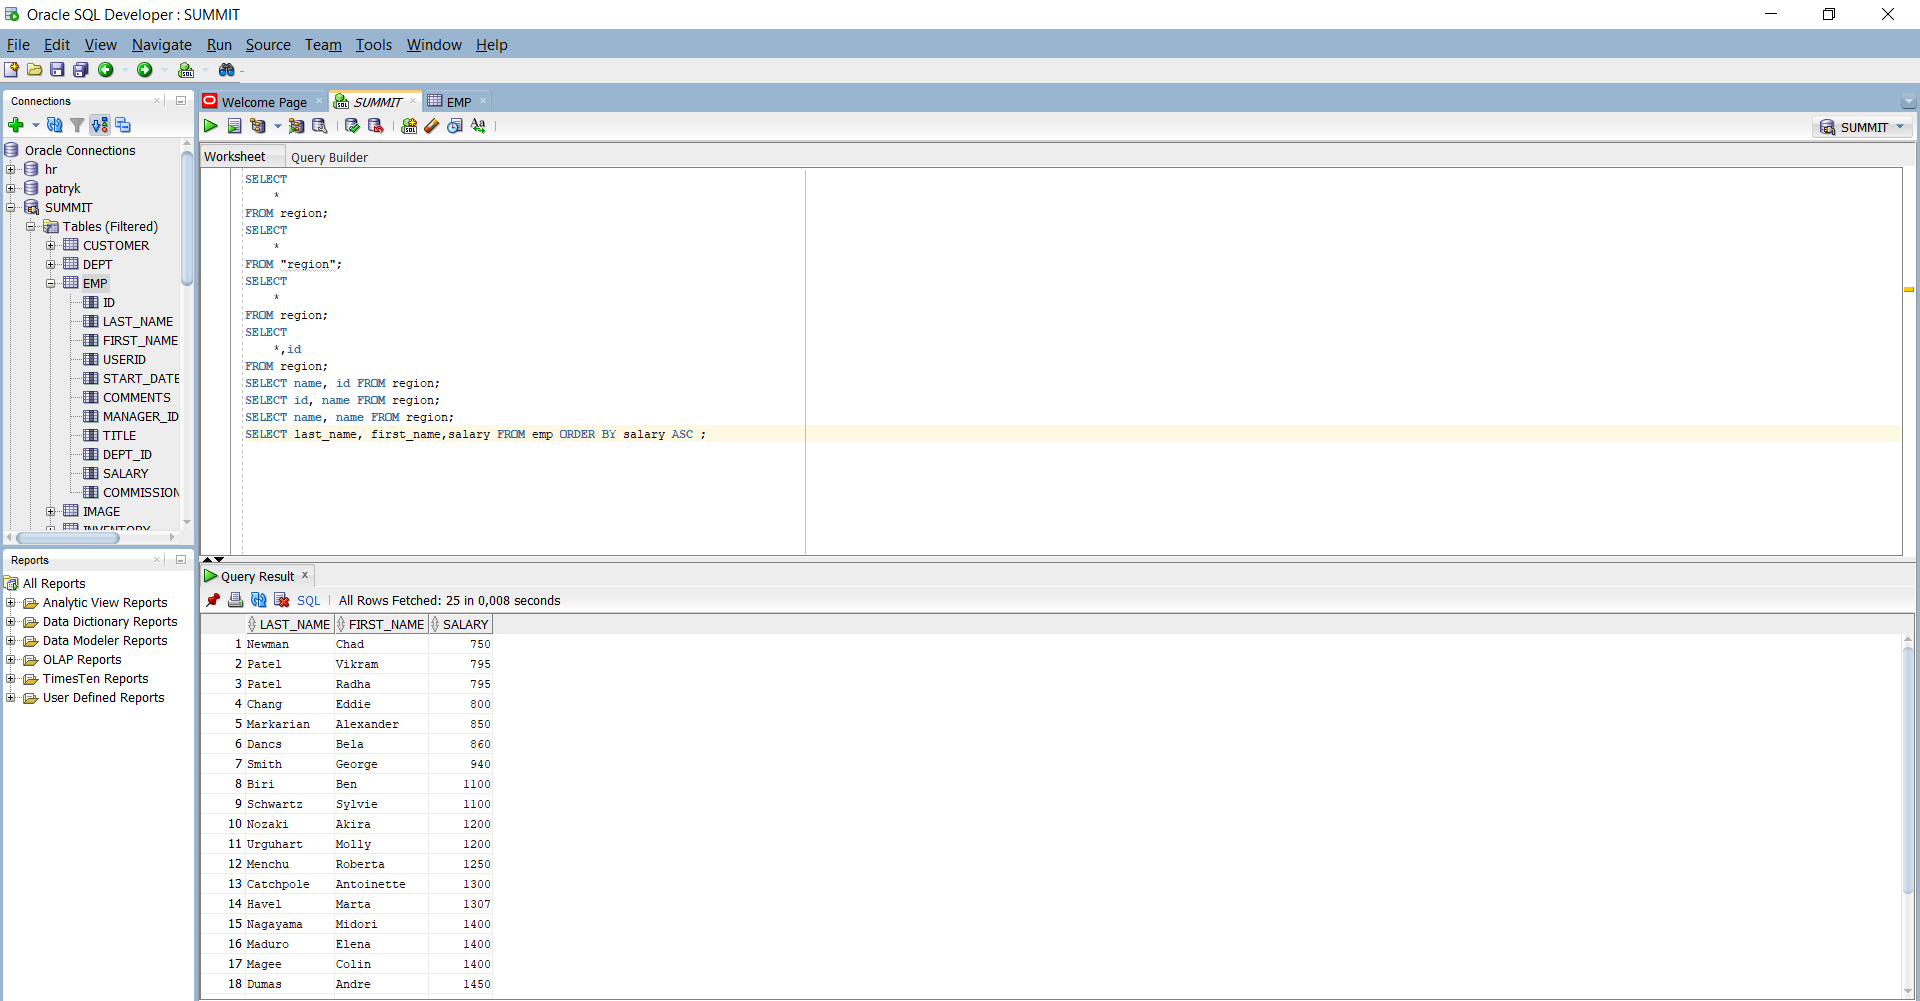 Oracle SQL Developer : SUMMIT
File Edit View Navigate Run Source Team Tools Window Help
Connections
Oracle Connections
hr
patryk
SUMMIT
Tables (Filtered)
CUSTOMER
DEPT
EMP
ID
LAST_NAME
FIRST_NAME
USERID
START_DATE
COMMENTS
MANAGER_ID
TITLE
DEPT_ID
SALARY
COMMISSION
IMAGE
INVENTORY
Reports
All Reports
Analytic View Reports
Data Dictionary Reports
Data Modeler Reports
OLAP Reports
TimesTen Reports
User Defined Reports
Welcome Page SUMMIT EMP
SUMMIT
Worksheet Query Builder
SELECT
*
FROM region;
SELECT
*
FROM "region";
SELECT
*
FROM region;
SELECT
*,id
FROM region;
SELECT name, id FROM region;
SELECT id, name FROM region;
SELECT name, name FROM region;
SELECT last_name, first_name,salary FROM emp ORDER BY salary ASC ;
Query Result
SQL All Rows Fetched: 25 in 0,008 seconds
LAST_NAME FIRST_NAME SALARY
1 Newman Chad 750
2 Patel Vikram 795
3 Patel Radha 795
4 Chang Eddie 800
5 Markarian Alexander 850
6 Dancs Bela 860
7 Smith George 940
8 Biri Ben 1100
9 Schwartz Sylvie 1100
10 Nozaki Akira 1200
11 Urguhart Molly 1200
12 Menchu Roberta 1250
13 Catchpole Antoinette 1300
14 Havel Marta 1307
15 Nagayama Midori 1400
16 Maduro Elena 1400
17 Magee Colin 1400
18 Dumas Andre 1450